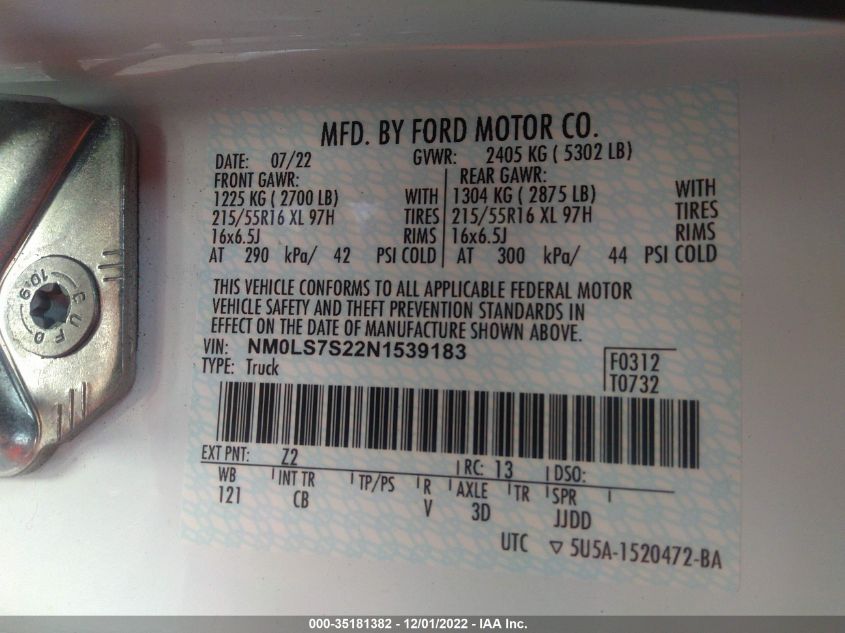 MFD. BY FORD MOTOR CO.
DATE: 07/22 GVWR: 2405 KG ( 5302 LB)
FRONT GAWR: REAR GAWR:
1225 KG ( 2700 LB) WITH 1304 KG ( 2875 LB) WITH
215/55R16 XL 97H TIRES 215/55R16 XL 97H TIRES
16x6.5J RIMS 16x6.5J RIMS
AT 290 kPa/ 42 PSI COLD AT 300 kPa/ 44 PSI COLD
THIS VEHICLE CONFORMS TO ALL APPLICABLE FEDERAL MOTOR
VEHICLE SAFETY AND THEFT PREVENTION STANDARDS IN
EFFECT ON THE DATE OF MANUFACTURE SHOWN ABOVE.
VIN: NM0LS7S22N1539183 F0312
TYPE: Truck T0732
EXT PNT: Z2 RC: 13 DSO:
WB INT TR TP/PS R AXLE TR SPR
121 CB V 3D JJDD
UTC ▽ 5U5A-1520472-BA
10.9
000-35181382 - 12/01/2022 - IAA Inc.